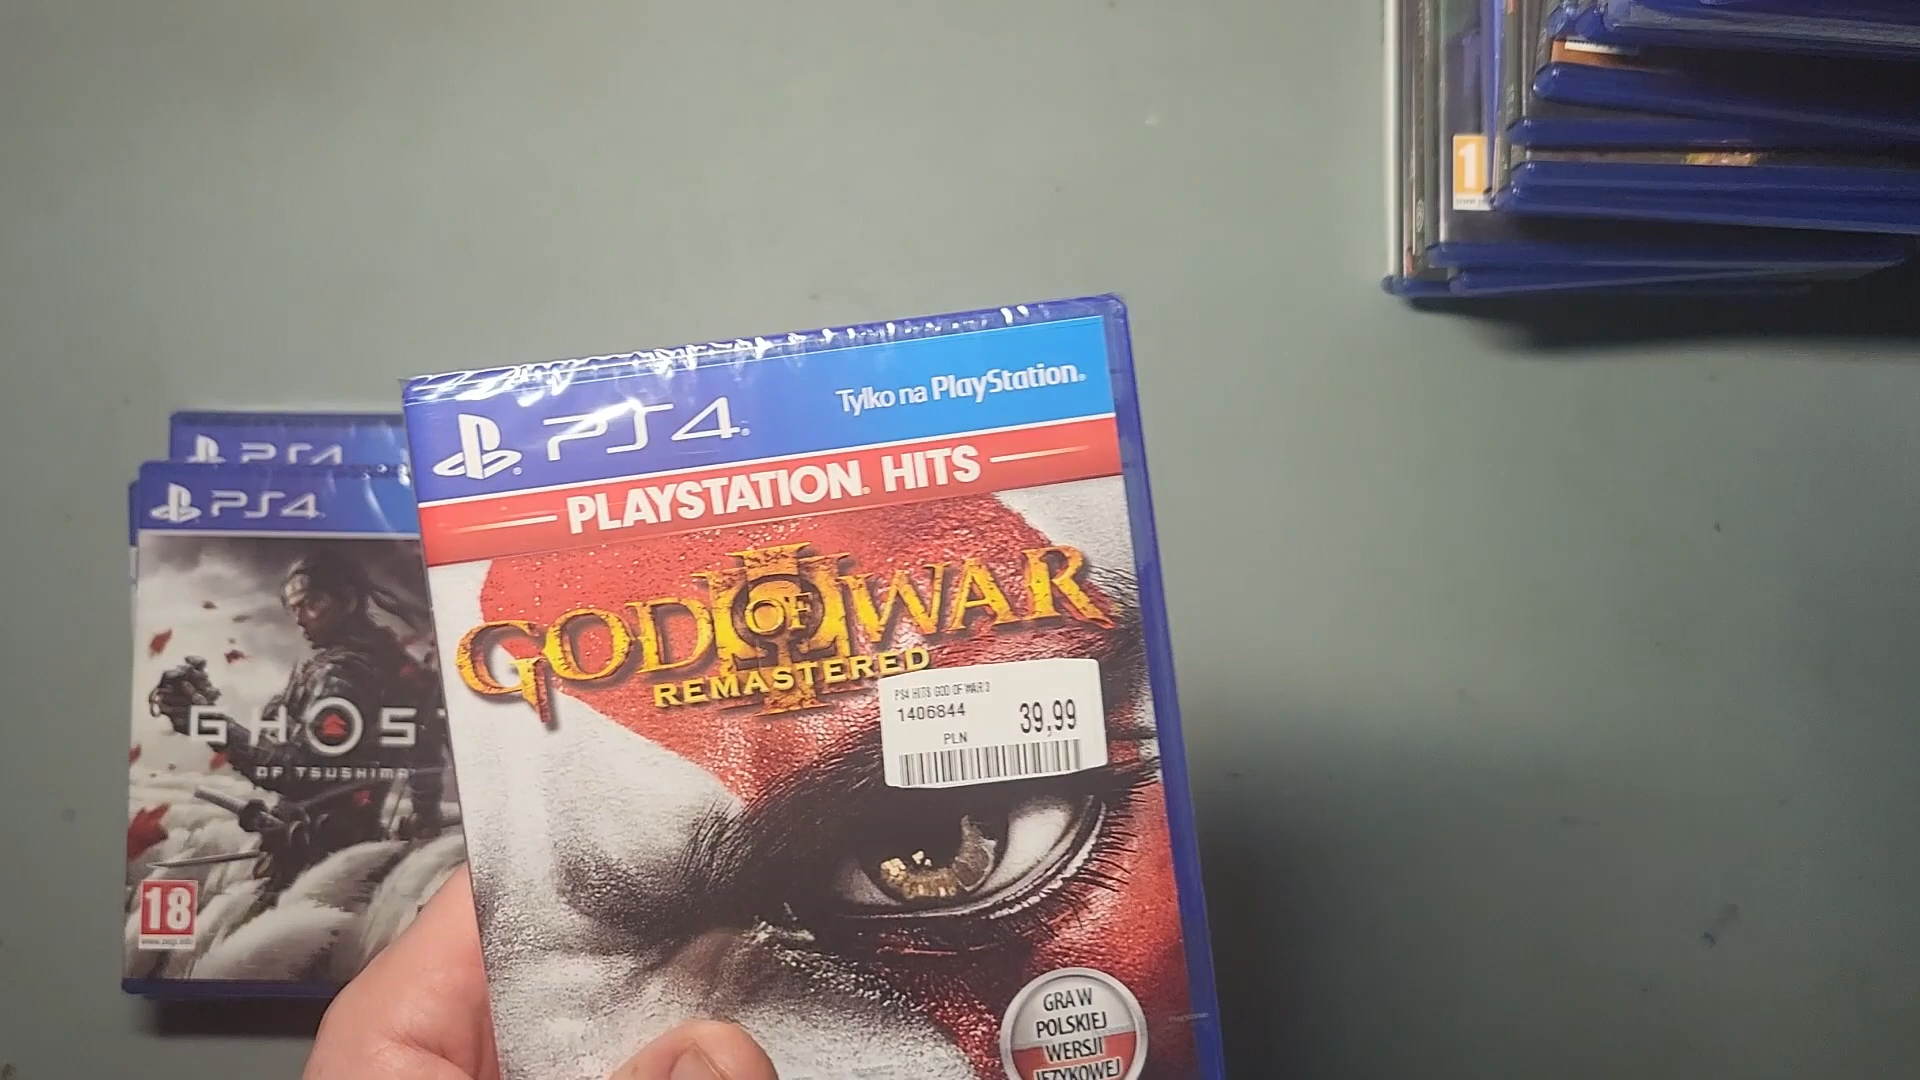 PS4
Tylko na PlayStation
PLAYSTATION HITS
GOD OF WAR
III
REMASTERED
PS4 HITS GOD OF WAR 3
1406844
39,99
PLN
GRA W
POLSKIEJ
WERSJI
JĘZYKOWEJ
PS4
PS4
GHOST
OF TSUSHIMA
18
1